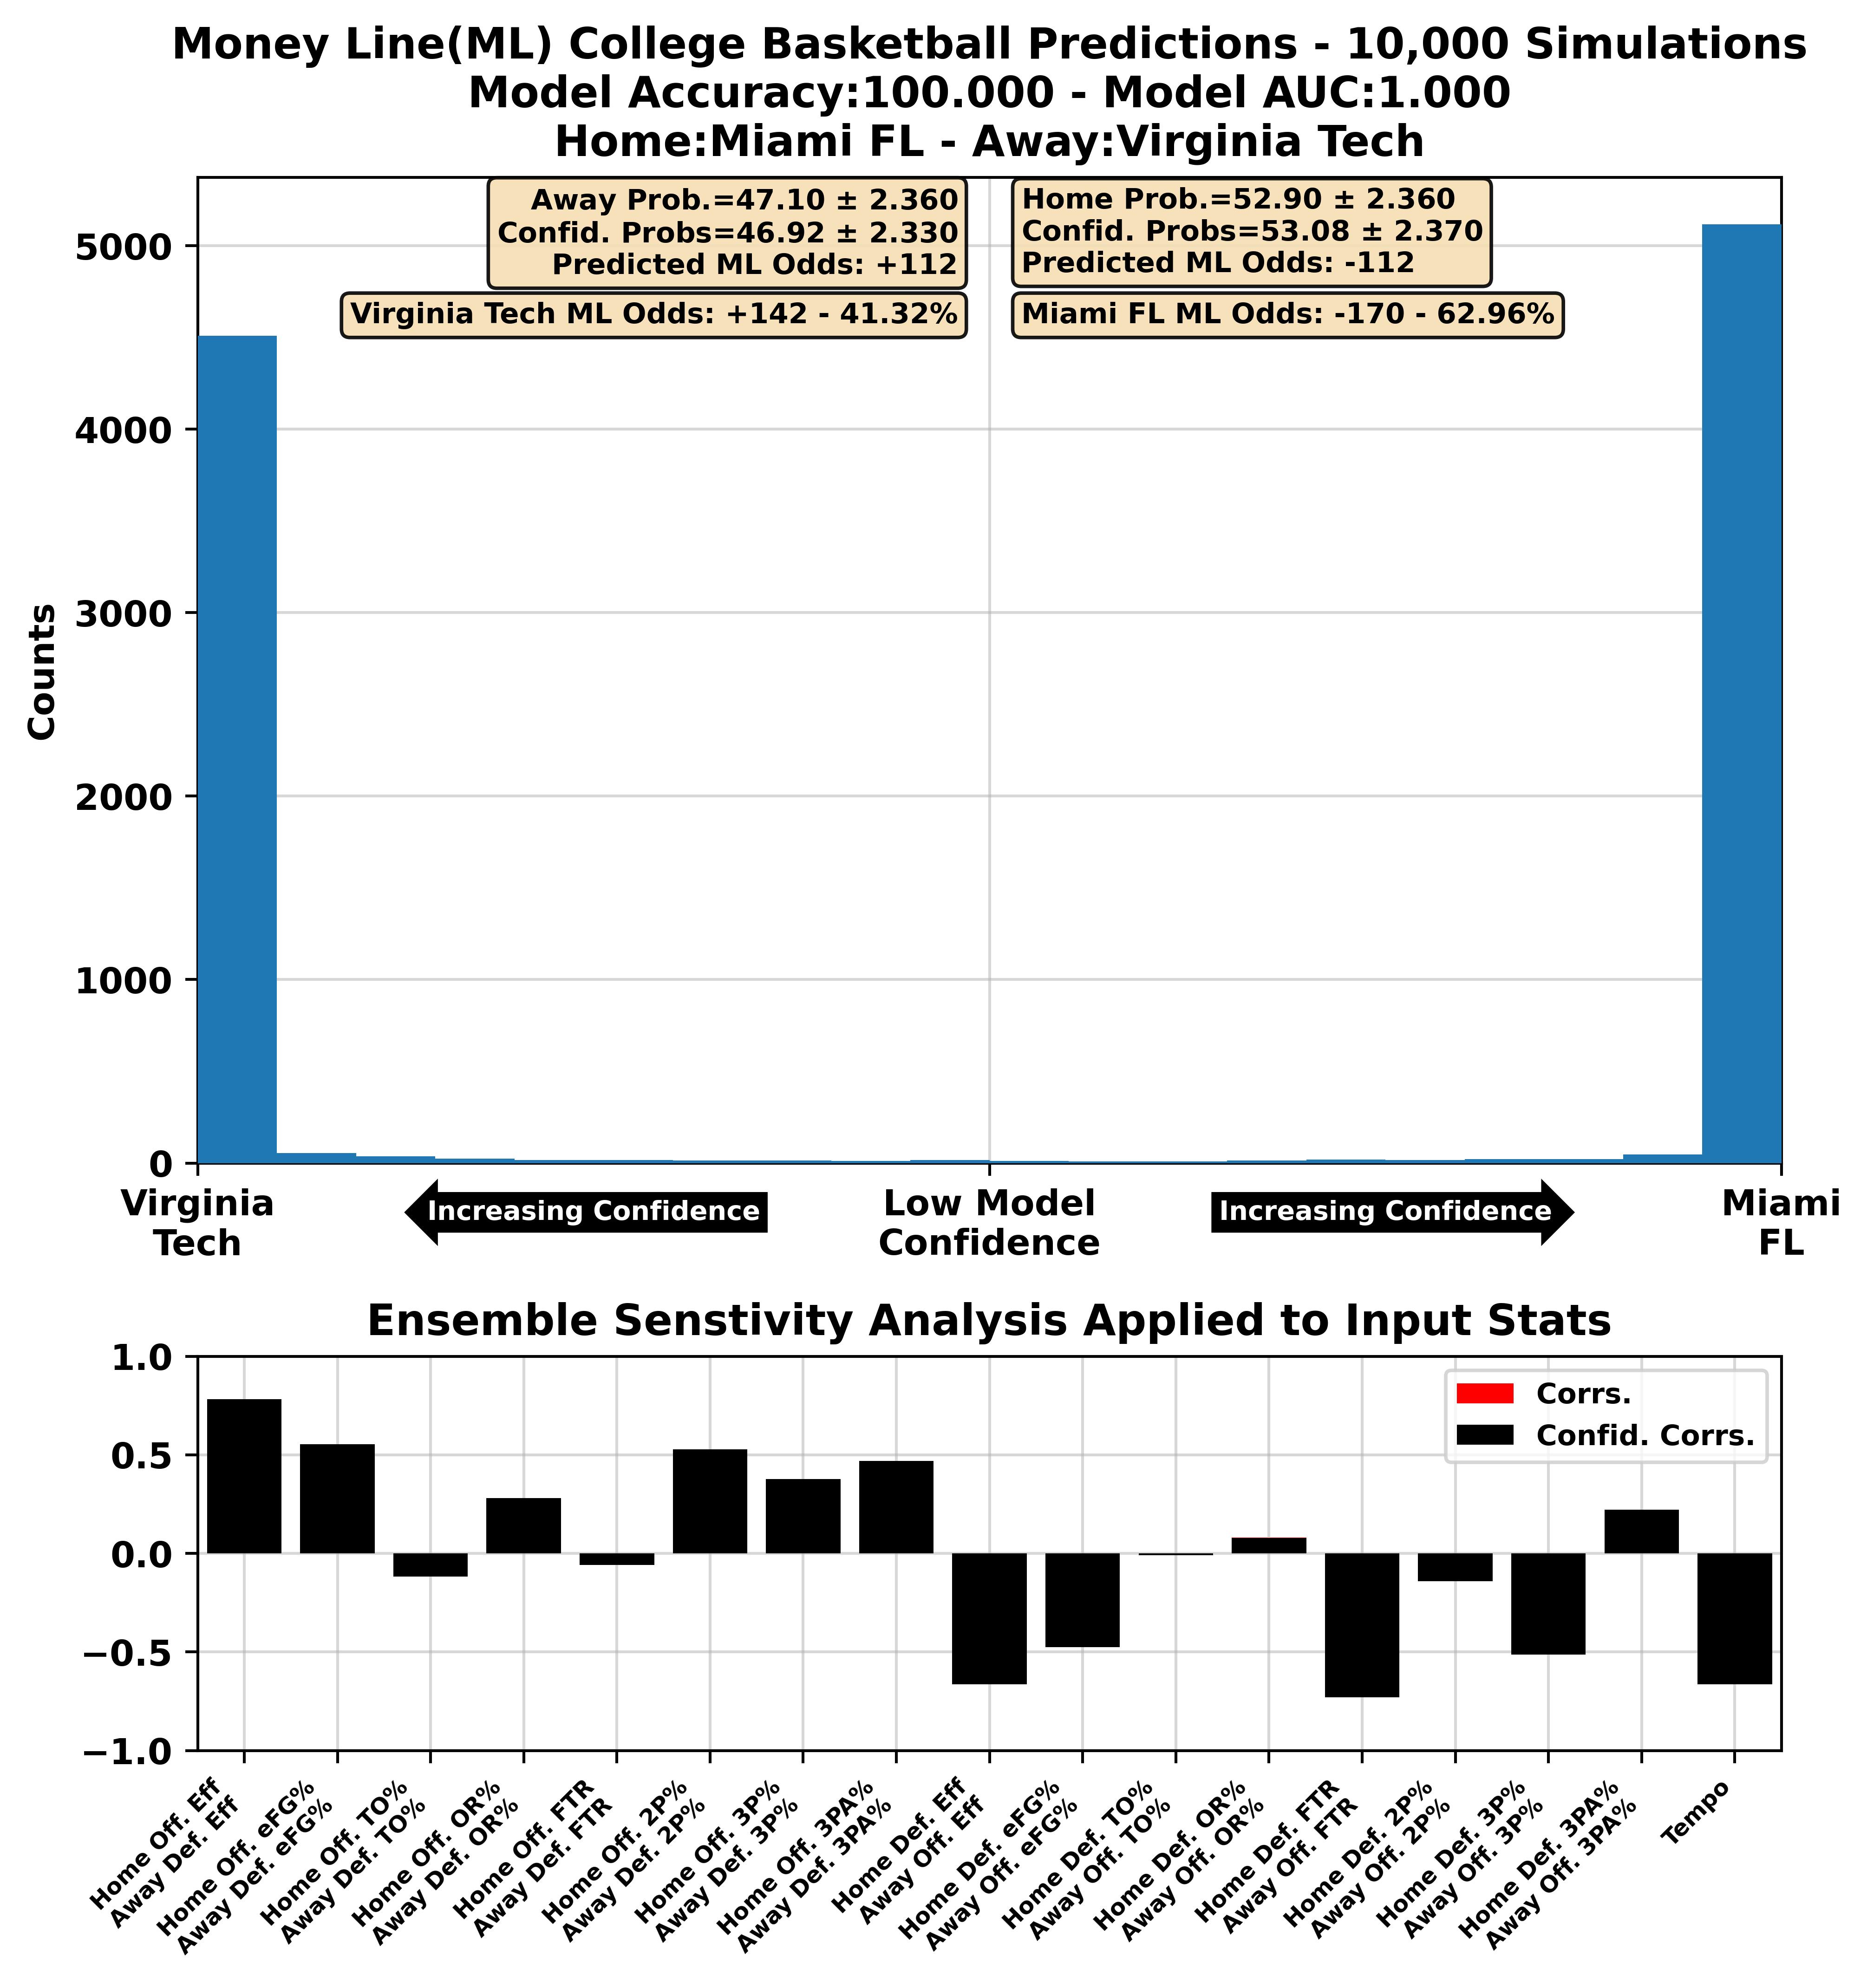 Money Line(ML) College Basketball Predictions - 10,000 Simulations
Model Accuracy:100.000 - Model AUC:1.000
Home:Miami FL - Away:Virginia Tech
Away Prob.=47.10 ± 2.360
Confid. Probs=46.92 ± 2.330
Predicted ML Odds: +112
Home Prob.=52.90 ± 2.360
Confid. Probs=53.08 ± 2.370
Predicted ML Odds: -112
Virginia Tech ML Odds: +142 - 41.32%
Miami FL ML Odds: -170 - 62.96%
5000
4000
3000
2000
1000
0
Counts
Virginia
Tech
Increasing Confidence
Low Model
Confidence
Increasing Confidence
Miami
FL
Ensemble Senstivity Analysis Applied to Input Stats
1.0
0.5
0.0
−0.5
−1.0
Corrs.
Confid. Corrs.
Home Off. Eff
Away Def. Eff
Home Off. eFG%
Away Def. eFG%
Home Off. TO%
Away Def. TO%
Home Off. OR%
Away Def. OR%
Home Off. FTR
Away Def. FTR
Home Off. 2P%
Away Def. 2P%
Home Off. 3P%
Away Def. 3P%
Home Off. 3PA%
Away Def. 3PA%
Home Def. Eff
Away Off. Eff
Home Def. eFG%
Away Off. eFG%
Home Def. TO%
Away Off. TO%
Home Def. OR%
Away Off. OR%
Home Def. FTR
Away Off. FTR
Home Def. 2P%
Away Off. 2P%
Home Def. 3P%
Away Off. 3P%
Home Def. 3PA%
Away Off. 3PA%
Tempo